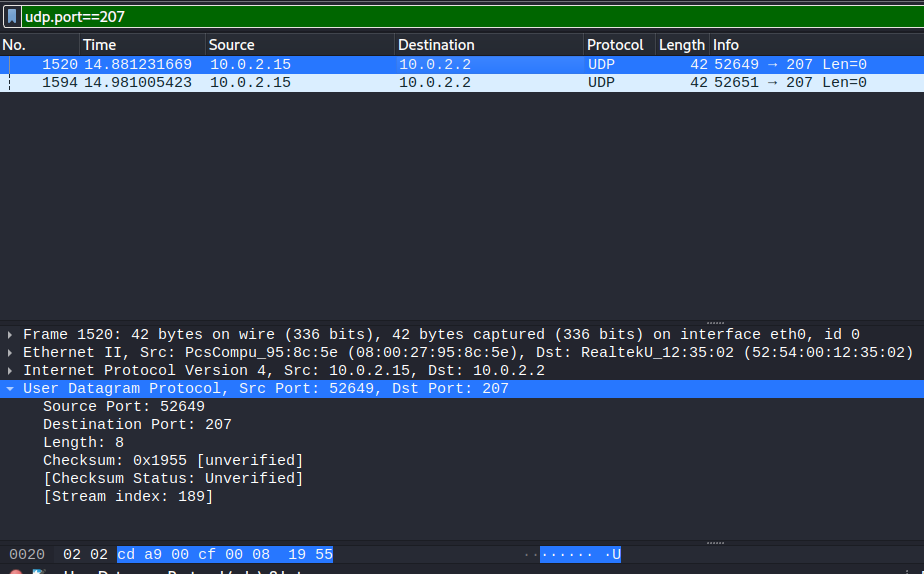 udp.port==207
No. Time Source Destination Protocol Length Info
1520 14.881231669 10.0.2.15 10.0.2.2 UDP 42 52649 → 207 Len=0
1594 14.981005423 10.0.2.15 10.0.2.2 UDP 42 52651 → 207 Len=0
Frame 1520: 42 bytes on wire (336 bits), 42 bytes captured (336 bits) on interface eth0, id 0
Ethernet II, Src: PcsCompu_95:8c:5e (08:00:27:95:8c:5e), Dst: RealtekU_12:35:02 (52:54:00:12:35:02)
Internet Protocol Version 4, Src: 10.0.2.15, Dst: 10.0.2.2
User Datagram Protocol, Src Port: 52649, Dst Port: 207
Source Port: 52649
Destination Port: 207
Length: 8
Checksum: 0x1955 [unverified]
[Checksum Status: Unverified]
[Stream index: 189]
0020 02 02 cd a9 00 cf 00 08 19 55 ········ ·U